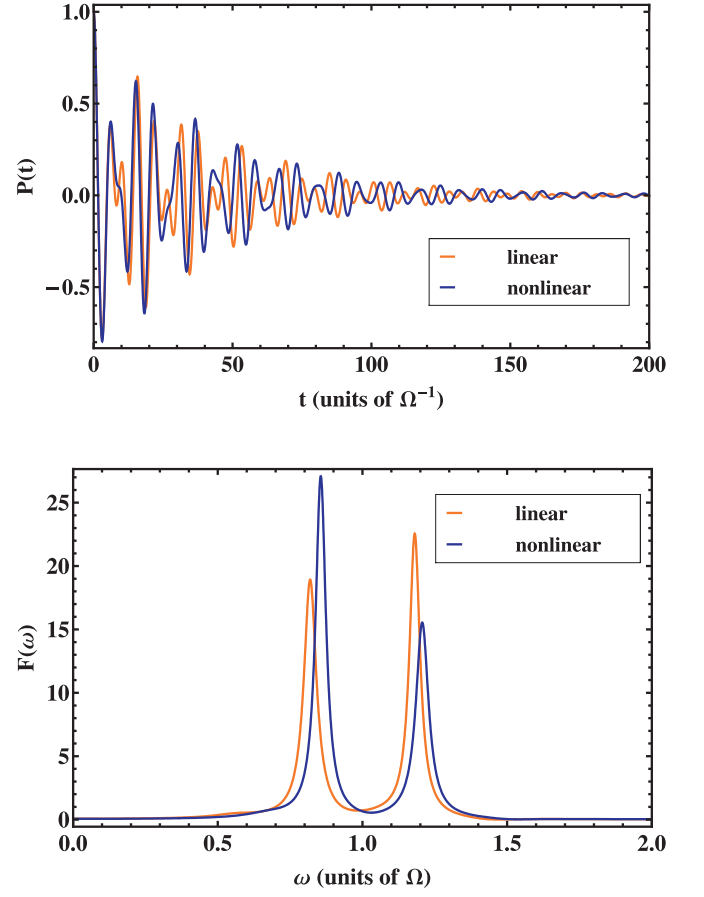 1.0
0.5
0.0
−0.5
P(t)
linear
nonlinear
0 50 100 150 200
t (units of Ω⁻¹)
25
20
15
10
5
0
F(ω)
linear
nonlinear
0.0 0.5 1.0 1.5 2.0
ω (units of Ω)